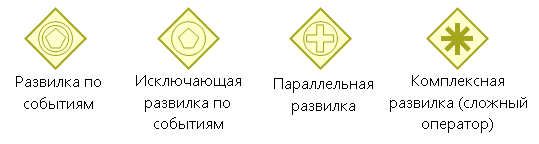 Развилка по
событиям
Исключающая
развилка по
событиям
Параллельная
развилка
Комплексная
развилка (сложный
оператор)